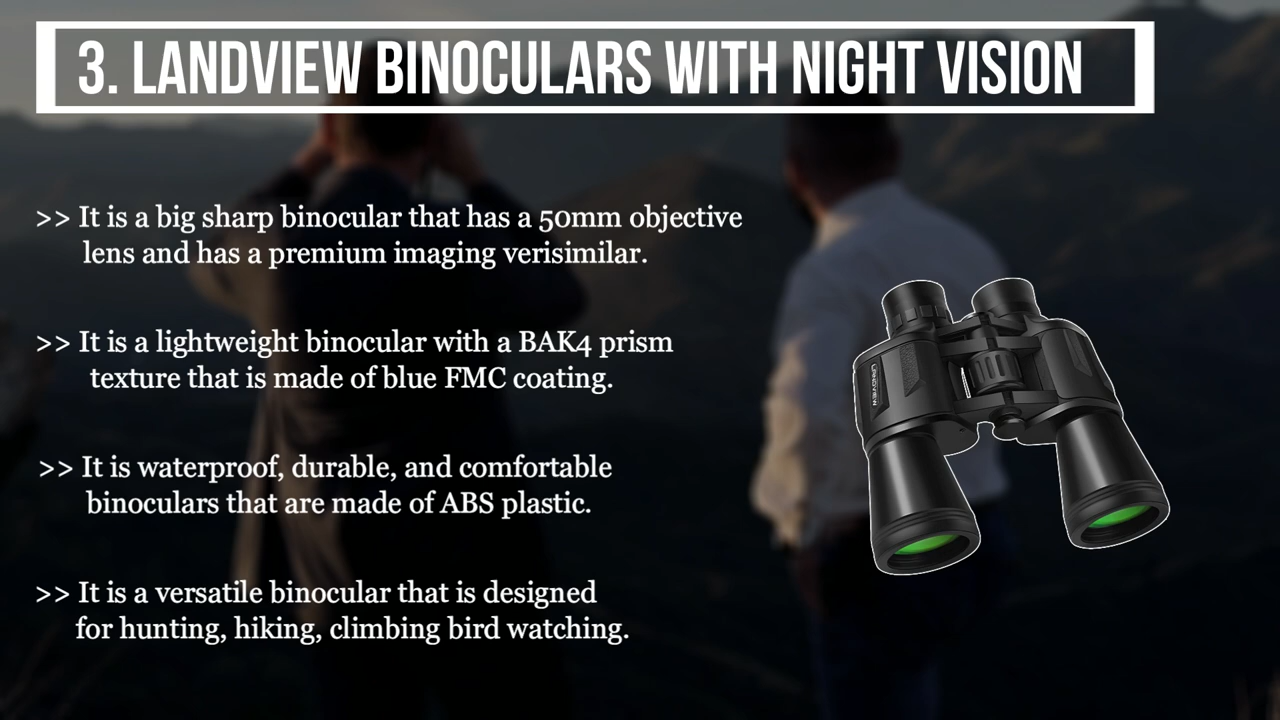 3. LANDVIEW BINOCULARS WITH NIGHT VISION
>> It is a big sharp binocular that has a 50mm objective
lens and has a premium imaging verisimilar.
>> It is a lightweight binocular with a BAK4 prism
texture that is made of blue FMC coating.
>> It is waterproof, durable, and comfortable
binoculars that are made of ABS plastic.
>> It is a versatile binocular that is designed
for hunting, hiking, climbing bird watching.
LANDVIEW